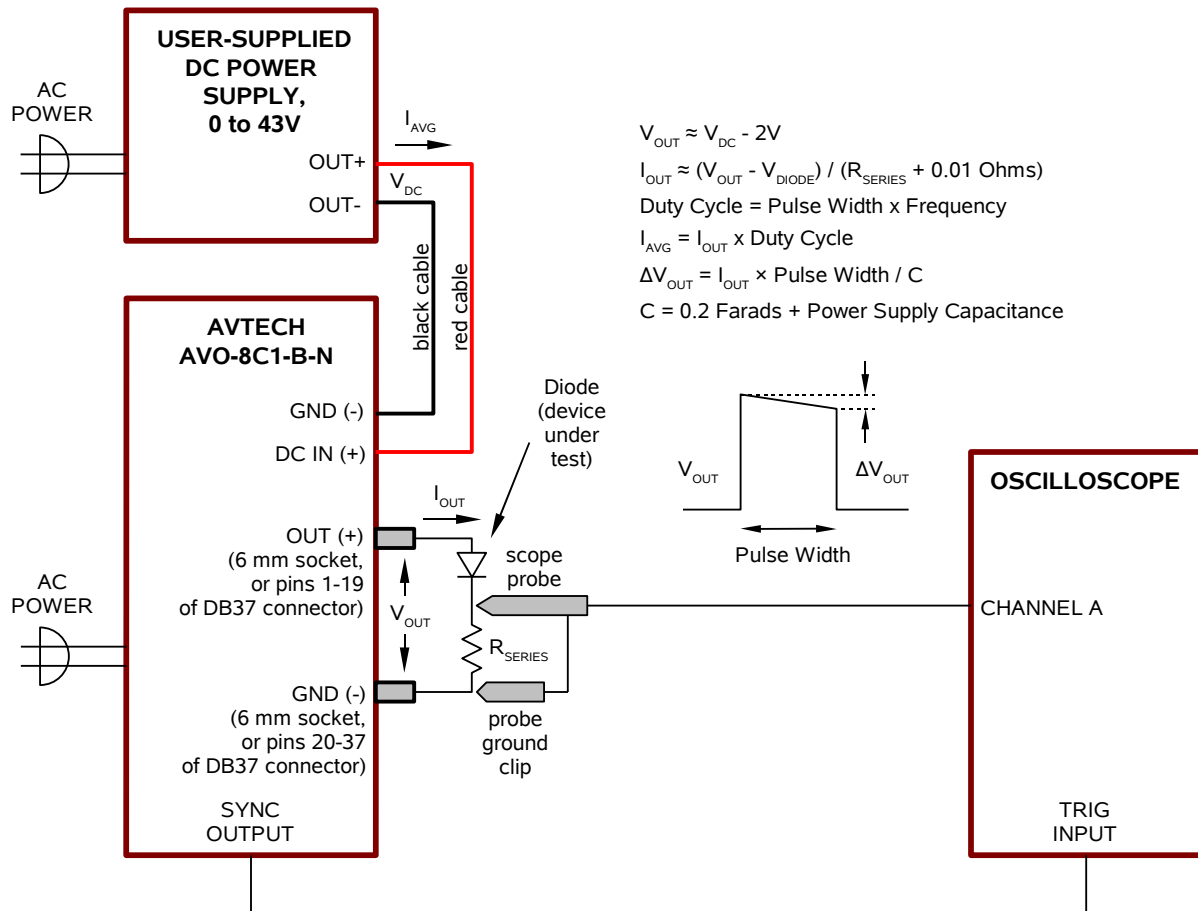 USER-SUPPLIED
DC POWER
SUPPLY,
0 to 43V
AC
POWER
I_AVG
OUT+
V_DC
OUT-
black cable
red cable
V_OUT ≈ V_DC - 2V
I_OUT ≈ (V_OUT - V_DIODE) / (R_SERIES + 0.01 Ohms)
Duty Cycle = Pulse Width x Frequency
I_AVG = I_OUT x Duty Cycle
ΔV_OUT = I_OUT × Pulse Width / C
C = 0.2 Farads + Power Supply Capacitance
AVTECH
AVO-8C1-B-N
GND (-)
DC IN (+)
Diode
(device
under
test)
I_OUT
OUT (+)
(6 mm socket,
or pins 1-19
of DB37 connector)
AC
POWER
V_OUT
scope
probe
R_SERIES
GND (-)
(6 mm socket,
or pins 20-37
of DB37 connector)
probe
ground
clip
SYNC
OUTPUT
V_OUT
ΔV_OUT
Pulse Width
OSCILLOSCOPE
CHANNEL A
TRIG
INPUT